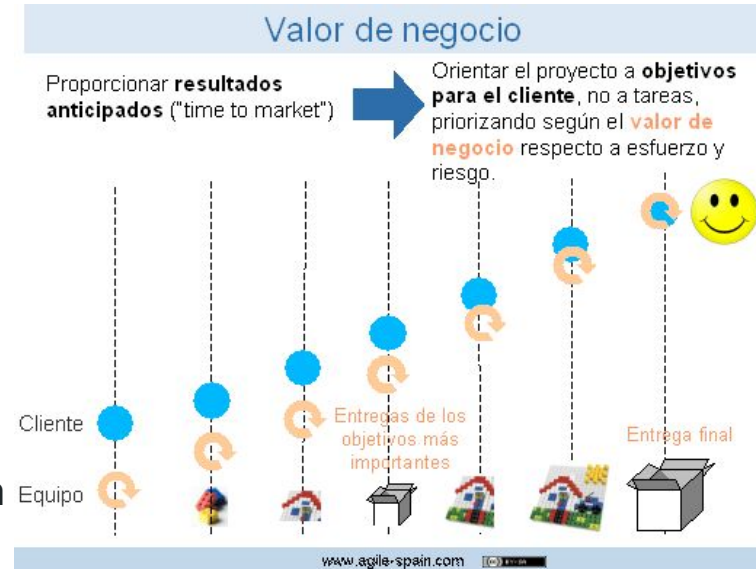 Valor de negocio
Proporcionar resultados
anticipados ("time to market")
Orientar el proyecto a objetivos
para el cliente, no a tareas,
priorizando según el valor de
negocio respecto a esfuerzo y
riesgo.
Cliente
Entregas de los
objetivos más
importantes
Entrega final
Equipo
www.agile-spain.com